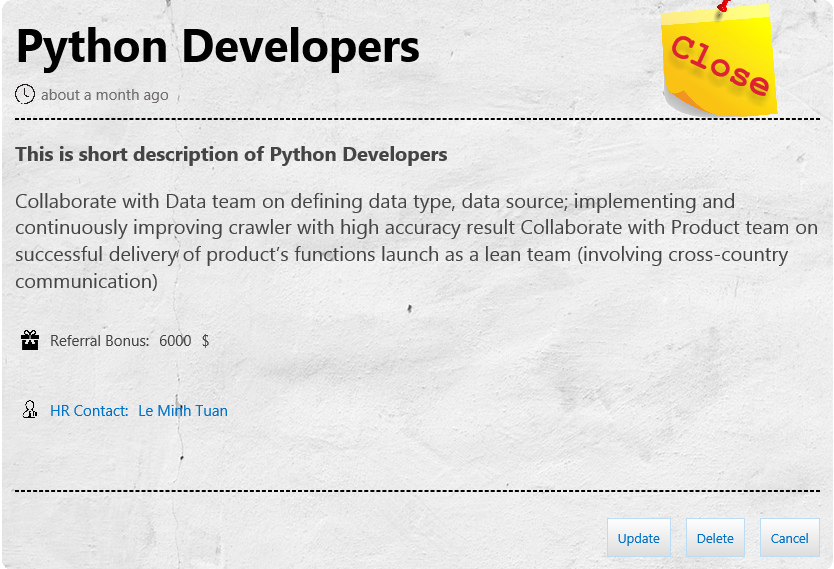 Python Developers
Close
about a month ago
This is short description of Python Developers
Collaborate with Data team on defining data type, data source; implementing and
continuously improving crawler with high accuracy result Collaborate with Product team on
successful delivery of product’s functions launch as a lean team (involving cross-country
communication)
Referral Bonus: 6000 $
HR Contact: Le Minh Tuan
Update Delete Cancel